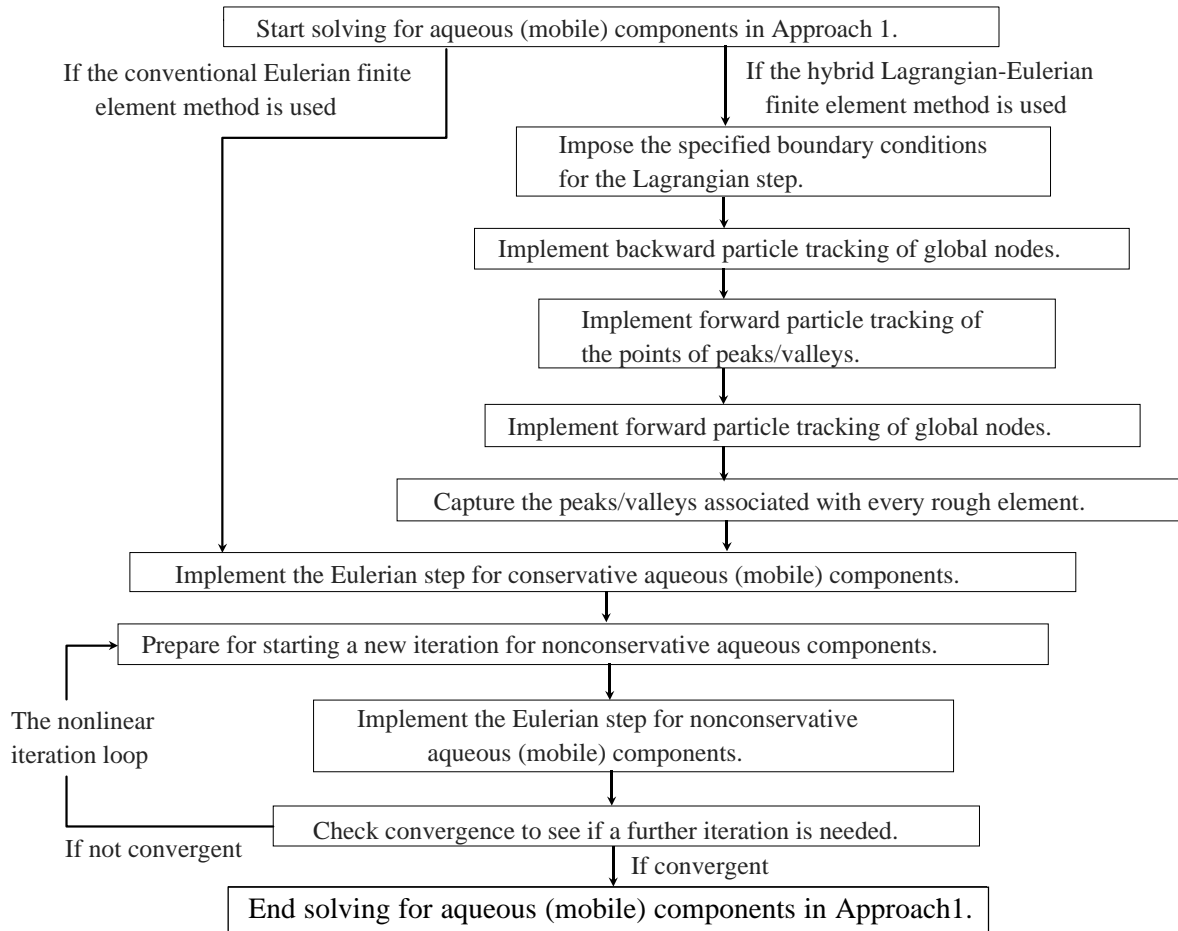 Start solving for aqueous (mobile) components in Approach 1.
If the conventional Eulerian finite
element method is used
If the hybrid Lagrangian-Eulerian
finite element method is used
Impose the specified boundary conditions
for the Lagrangian step.
Implement backward particle tracking of global nodes.
Implement forward particle tracking of
the points of peaks/valleys.
Implement forward particle tracking of global nodes.
Capture the peaks/valleys associated with every rough element.
Implement the Eulerian step for conservative aqueous (mobile) components.
Prepare for starting a new iteration for nonconservative aqueous components.
The nonlinear
iteration loop
Implement the Eulerian step for nonconservative
aqueous (mobile) components.
Check convergence to see if a further iteration is needed.
If not convergent
If convergent
End solving for aqueous (mobile) components in Approach1.